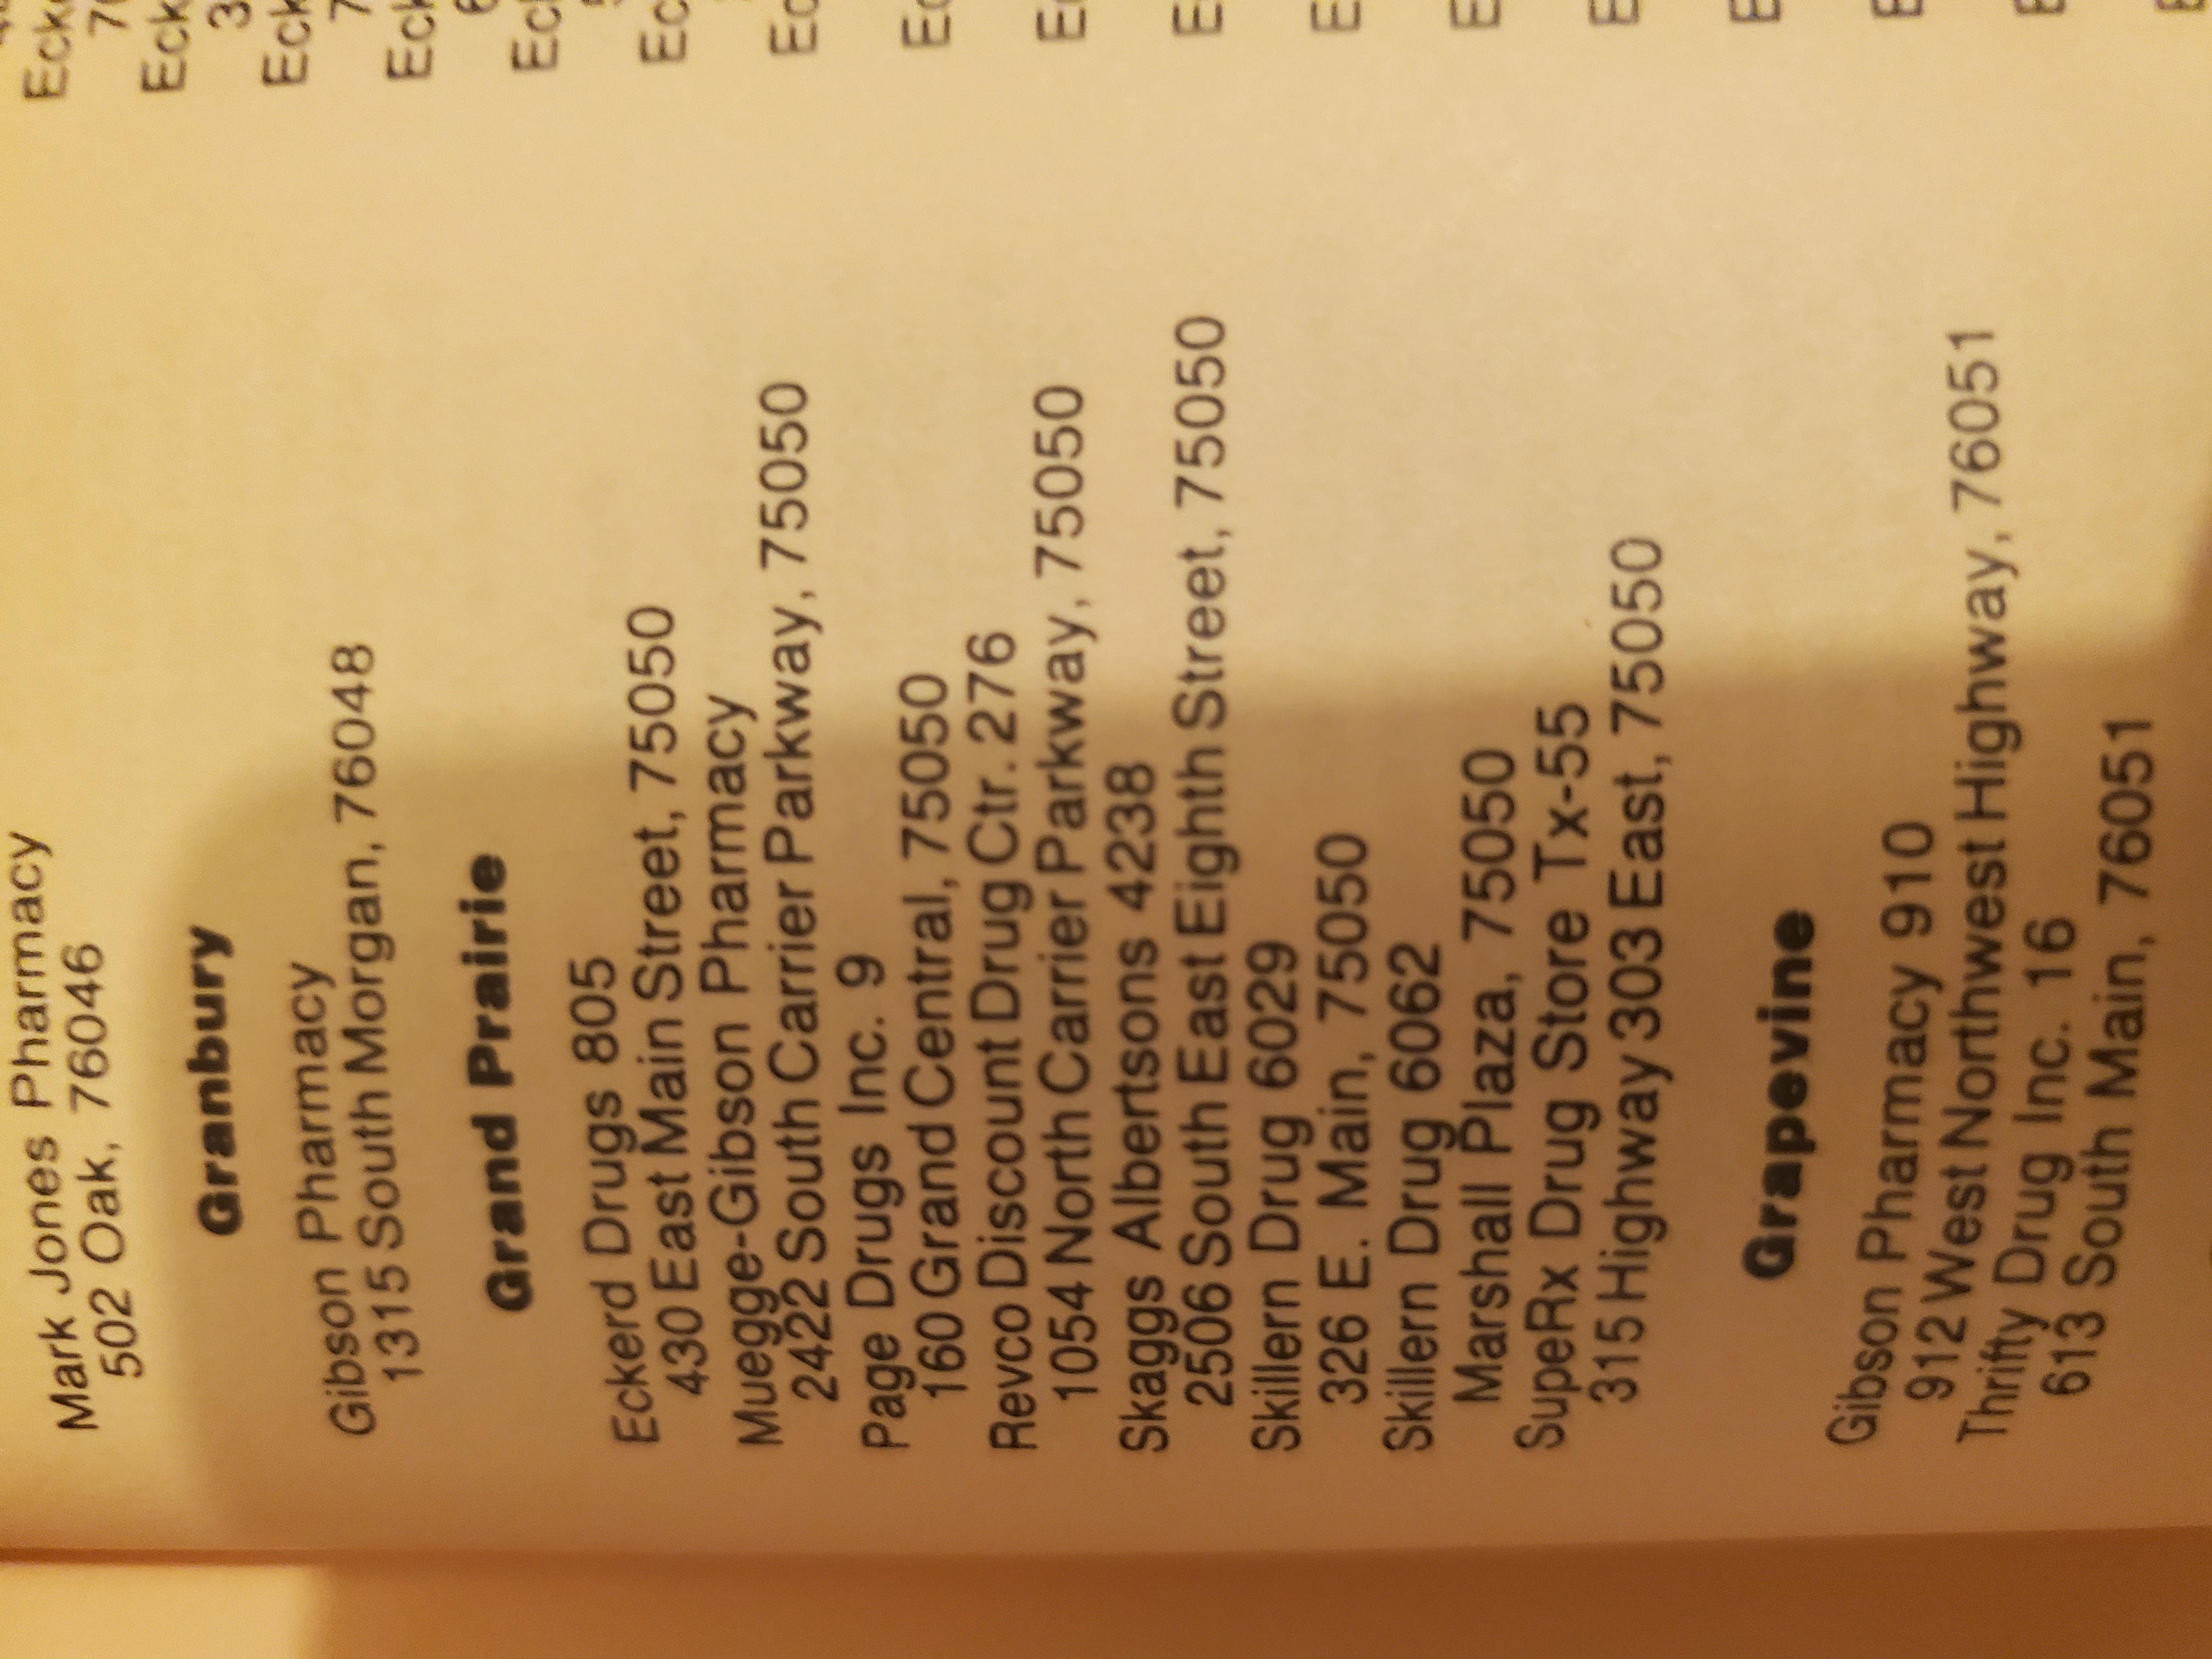 Mark Jones Pharmacy
502 Oak, 76046
Granbury
Gibson Pharmacy
1315 South Morgan, 76048
Grand Prairie
Eckerd Drugs 805
430 East Main Street, 75050
Muegge-Gibson Pharmacy
2422 South Carrier Parkway, 75050
Page Drugs Inc. 9
160 Grand Central, 75050
Revco Discount Drug Ctr. 276
1054 North Carrier Parkway, 75050
Skaggs Albertsons 4238
2506 South East Eighth Street, 75050
Skillern Drug 6029
326 E. Main, 75050
Skillern Drug 6062
Marshall Plaza, 75050
SupeRx Drug Store Tx-55
315 Highway 303 East, 75050
Grapevine
Gibson Pharmacy 910
912 West Northwest Highway, 76051
Thrifty Drug Inc. 16
613 South Main, 76051